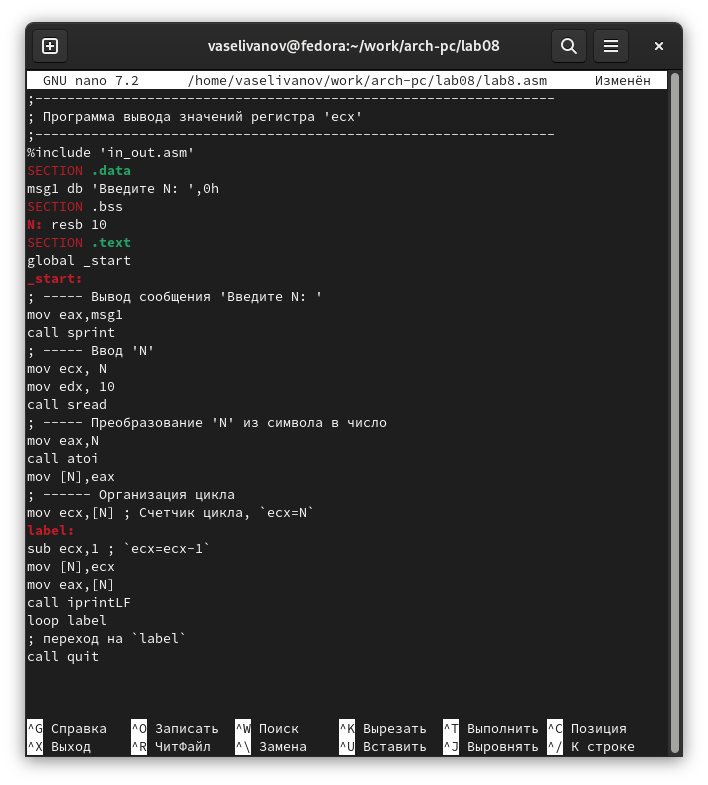 vaselivanov@fedora:~/work/arch-pc/lab08
GNU nano 7.2 /home/vaselivanov/work/arch-pc/lab08/lab8.asm Изменён
;-----------------------------------------------------------------
; Программа вывода значений регистра 'ecx'
;-----------------------------------------------------------------
%include 'in_out.asm'
SECTION .data
msg1 db 'Введите N: ',0h
SECTION .bss
N: resb 10
SECTION .text
global _start
_start:
; ----- Вывод сообщения 'Введите N: '
mov eax,msg1
call sprint
; ----- Ввод 'N'
mov ecx, N
mov edx, 10
call sread
; ----- Преобразование 'N' из символа в число
mov eax,N
call atoi
mov [N],eax
; ------ Организация цикла
mov ecx,[N] ; Счетчик цикла, `ecx=N`
label:
sub ecx,1 ; `ecx=ecx-1`
mov [N],ecx
mov eax,[N]
call iprintLF
loop label
; переход на `label`
call quit
^G Справка ^O Записать ^W Поиск ^K Вырезать ^T Выполнить ^C Позиция
^X Выход ^R ЧитФайл ^\ Замена ^U Вставить ^J Выровнять ^/ К строке